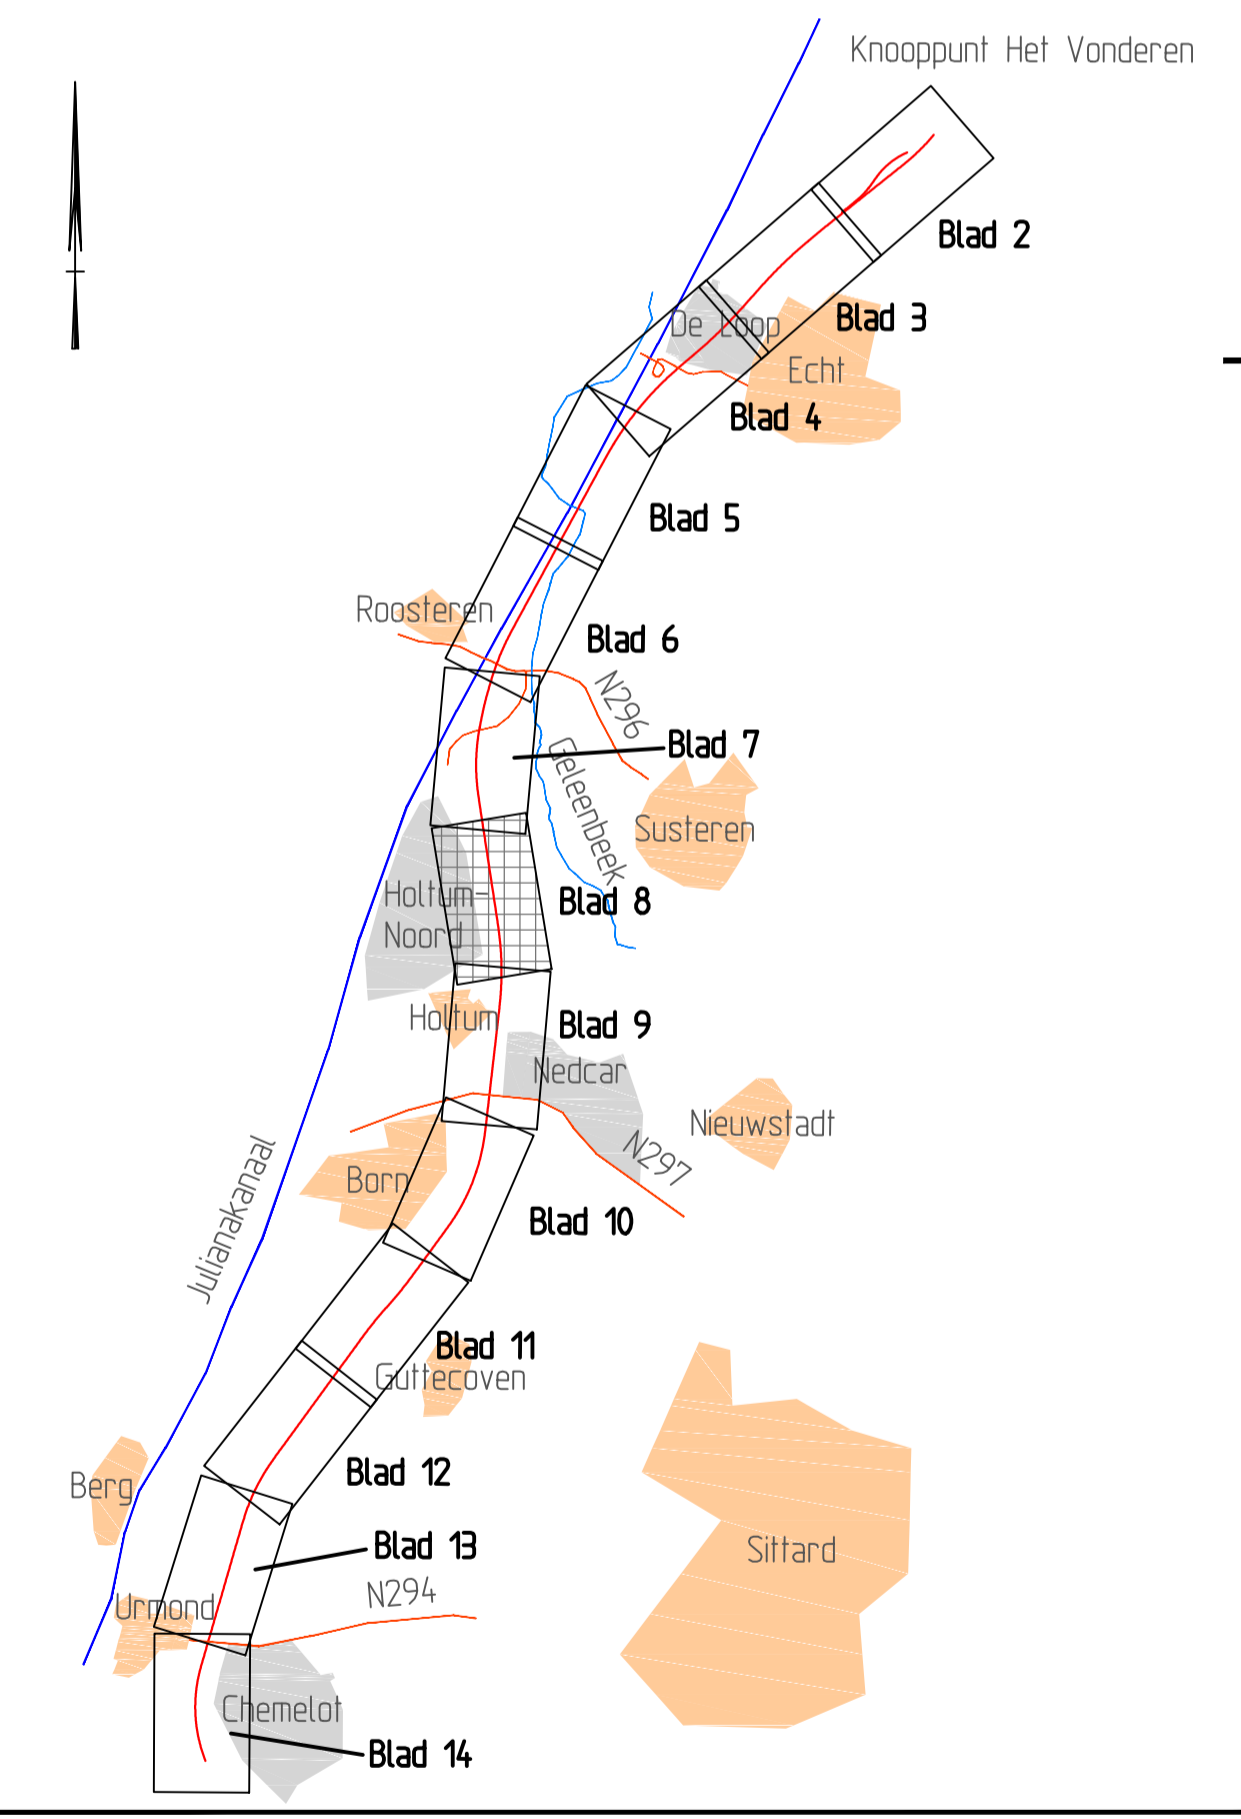 Knooppunt Het Vonderen
Blad 2
Blad 3
De Loop
Echt
Blad 4
Blad 5
Roosteren
Blad 6
N296
Blad 7
Geleenbeek
Susteren
Holtum-
Noord
Blad 8
Holtum
Blad 9
Nedcar
Nieuwstadt
N297
Born
Julianakanaal
Blad 10
Blad 11
Guttecoven
Berg
Blad 12
Blad 13
Sittard
N294
Urmond
Chemelot
Blad 14